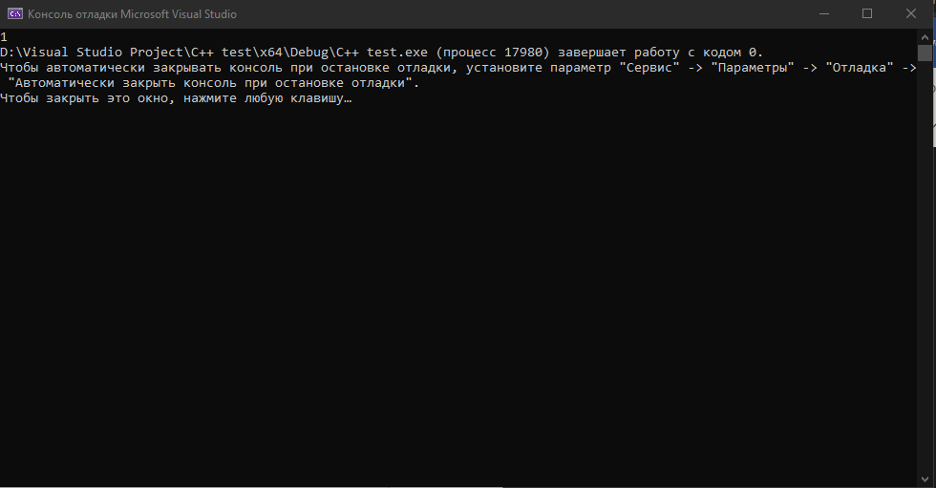 Консоль отладки Microsoft Visual Studio
1
D:\Visual Studio Project\C++ test\x64\Debug\C++ test.exe (процесс 17980) завершает работу с кодом 0.
Чтобы автоматически закрывать консоль при остановке отладки, установите параметр "Сервис" -> "Параметры" -> "Отладка" ->
"Автоматически закрыть консоль при остановке отладки".
Чтобы закрыть это окно, нажмите любую клавишу…